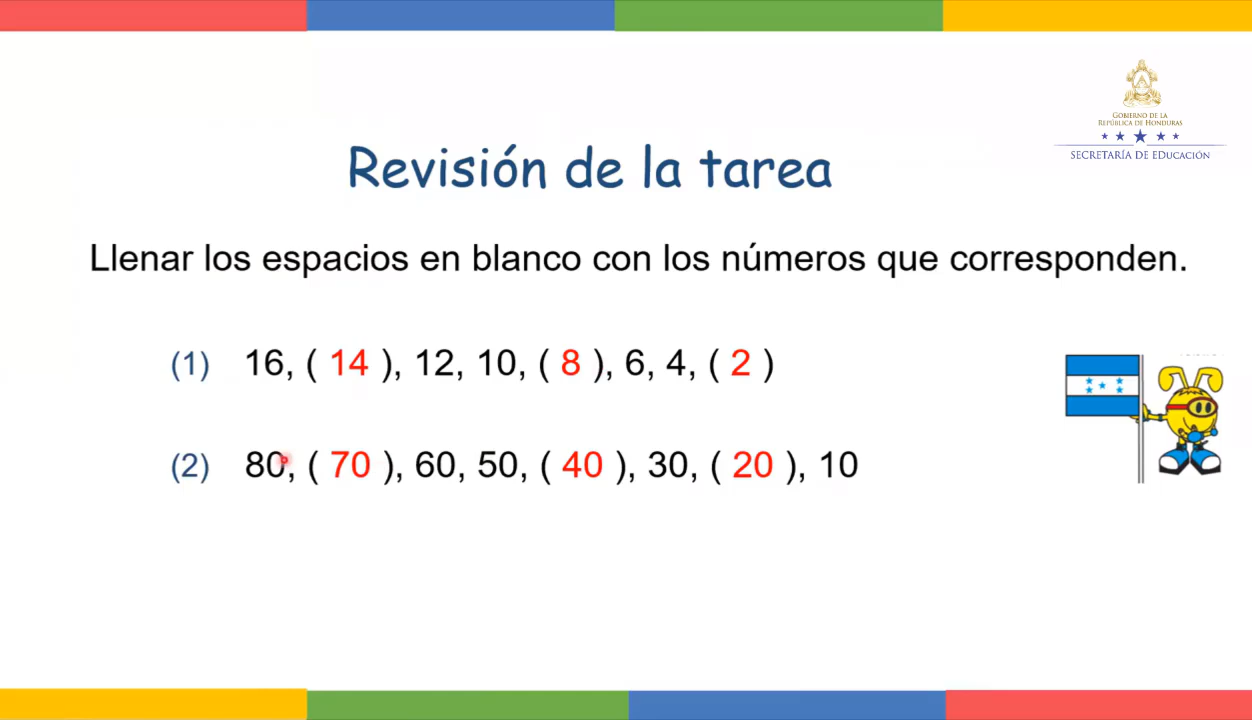 GOBIERNO DE LA
REPÚBLICA DE HONDURAS
SECRETARÍA DE EDUCACIÓN
Revisión de la tarea
Llenar los espacios en blanco con los números que corresponden.
(1) 16, ( 14 ), 12, 10, ( 8 ), 6, 4, ( 2 )
(2) 80, ( 70 ), 60, 50, ( 40 ), 30, ( 20 ), 10